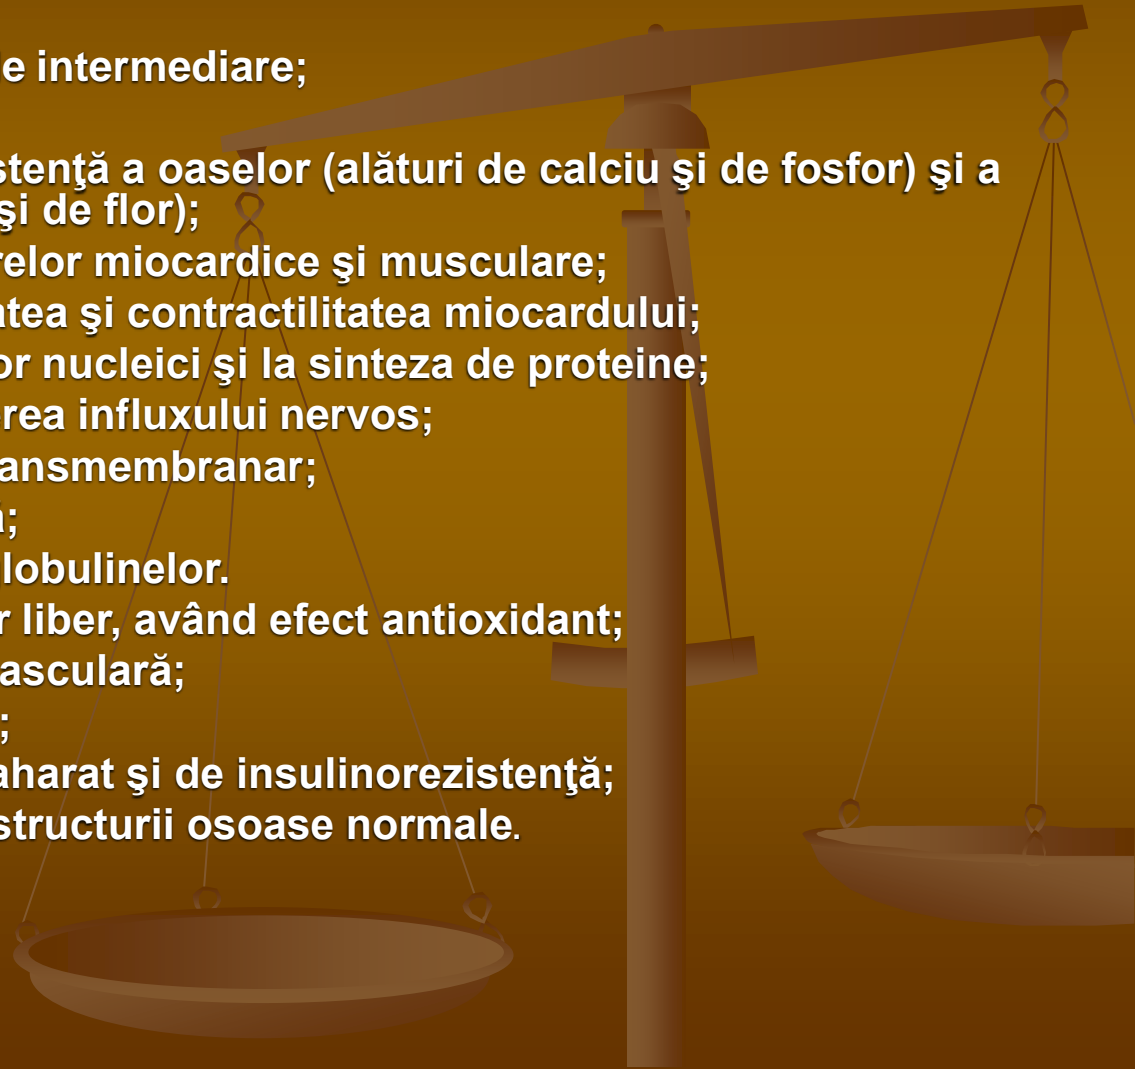 e intermediare;
stenţă a oaselor (alături de calciu şi de fosfor) şi a
şi de flor);
relor miocardice şi musculare;
atea şi contractilitatea miocardului;
or nucleici şi la sinteza de proteine;
erea influxului nervos;
ansmembranar;
ă;
lobulinelor.
r liber, având efect antioxidant;
asculară;
;
aharat şi de insulinorezistenţă;
structurii osoase normale.